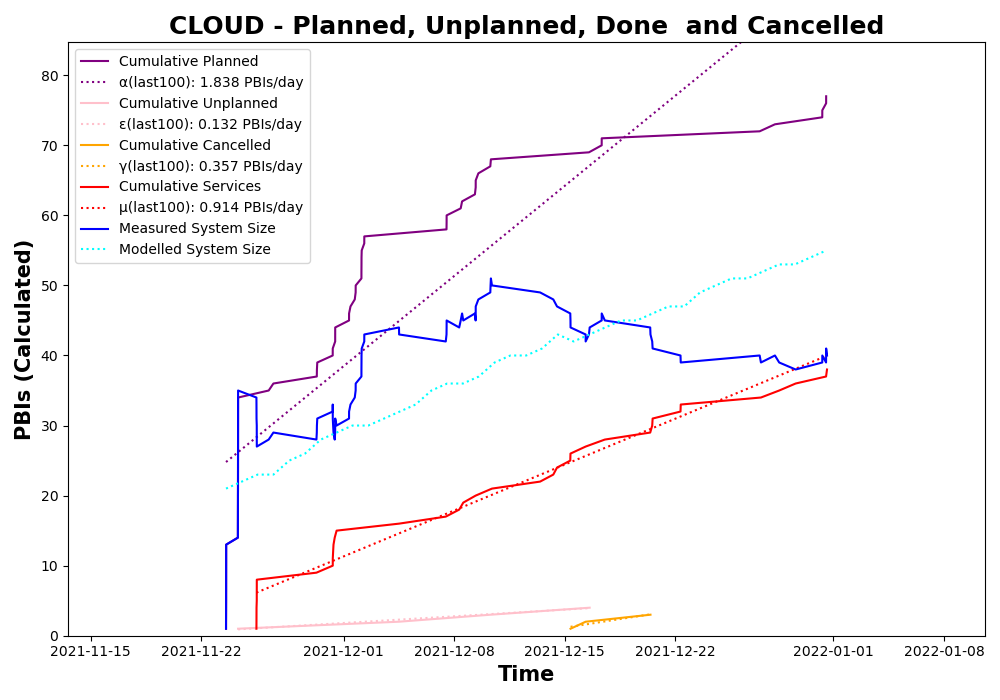 CLOUD - Planned, Unplanned, Done  and Cancelled
Cumulative Planned
α(last100): 1.838 PBIs/day
Cumulative Unplanned
ε(last100): 0.132 PBIs/day
Cumulative Cancelled
γ(last100): 0.357 PBIs/day
Cumulative Services
μ(last100): 0.914 PBIs/day
Measured System Size
Modelled System Size
PBIs (Calculated)
80
70
60
50
40
30
20
10
0
2021-11-15 2021-11-22 2021-12-01 2021-12-08 2021-12-15 2021-12-22 2022-01-01 2022-01-08
Time